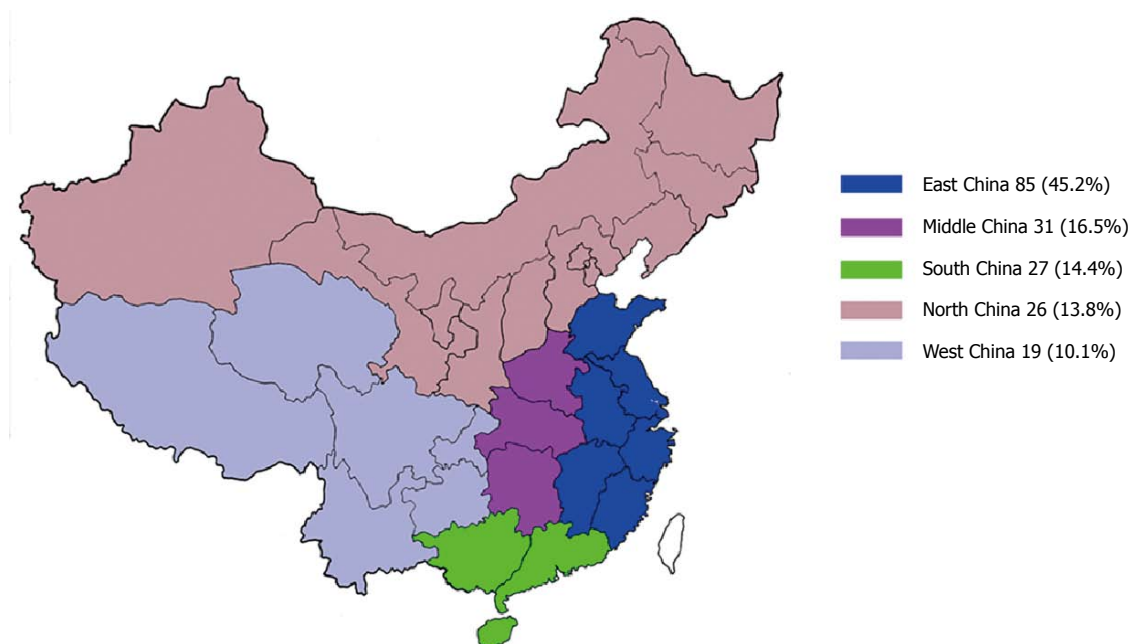 East China 85 (45.2%)
Middle China 31 (16.5%)
South China 27 (14.4%)
North China 26 (13.8%)
West China 19 (10.1%)